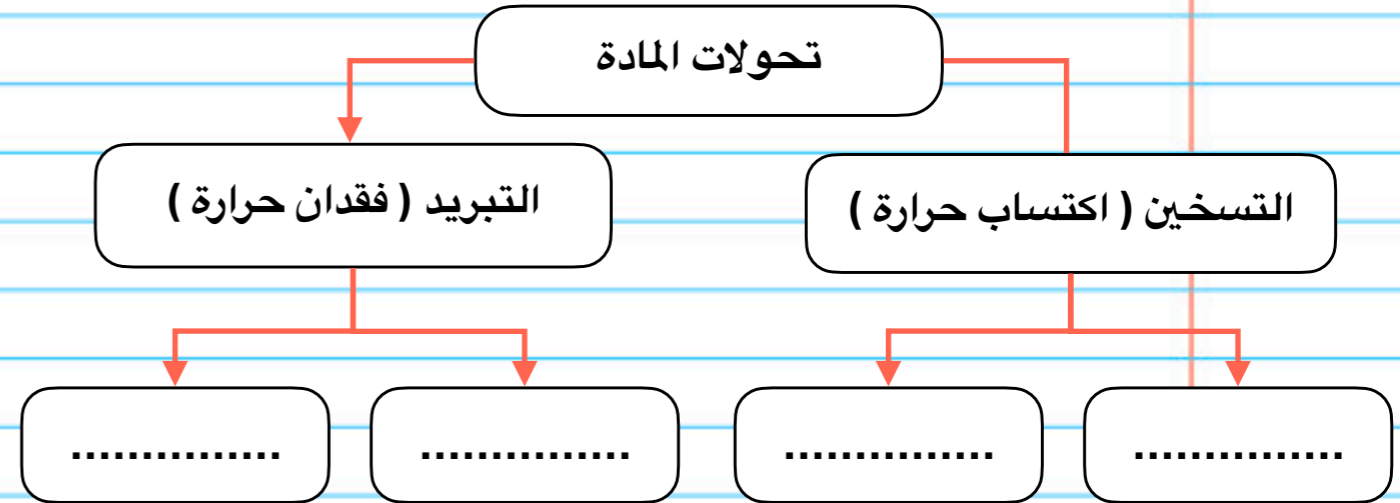 تحولات المادة
التسخين ( اكتساب حرارة )
التبريد ( فقدان حرارة )
...............
...............
...............
...............